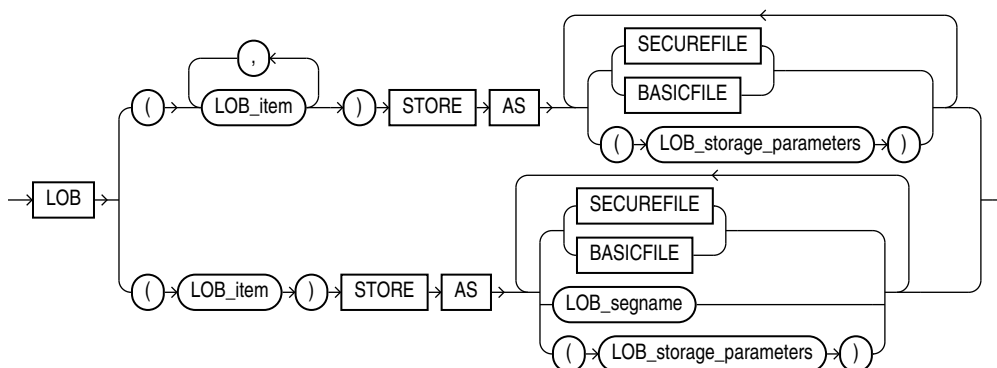 ,
SECUREFILE
BASICFILE
( LOB_item ) STORE AS
( LOB_storage_parameters )
LOB
SECUREFILE
BASICFILE
( LOB_item ) STORE AS
LOB_segname
( LOB_storage_parameters )